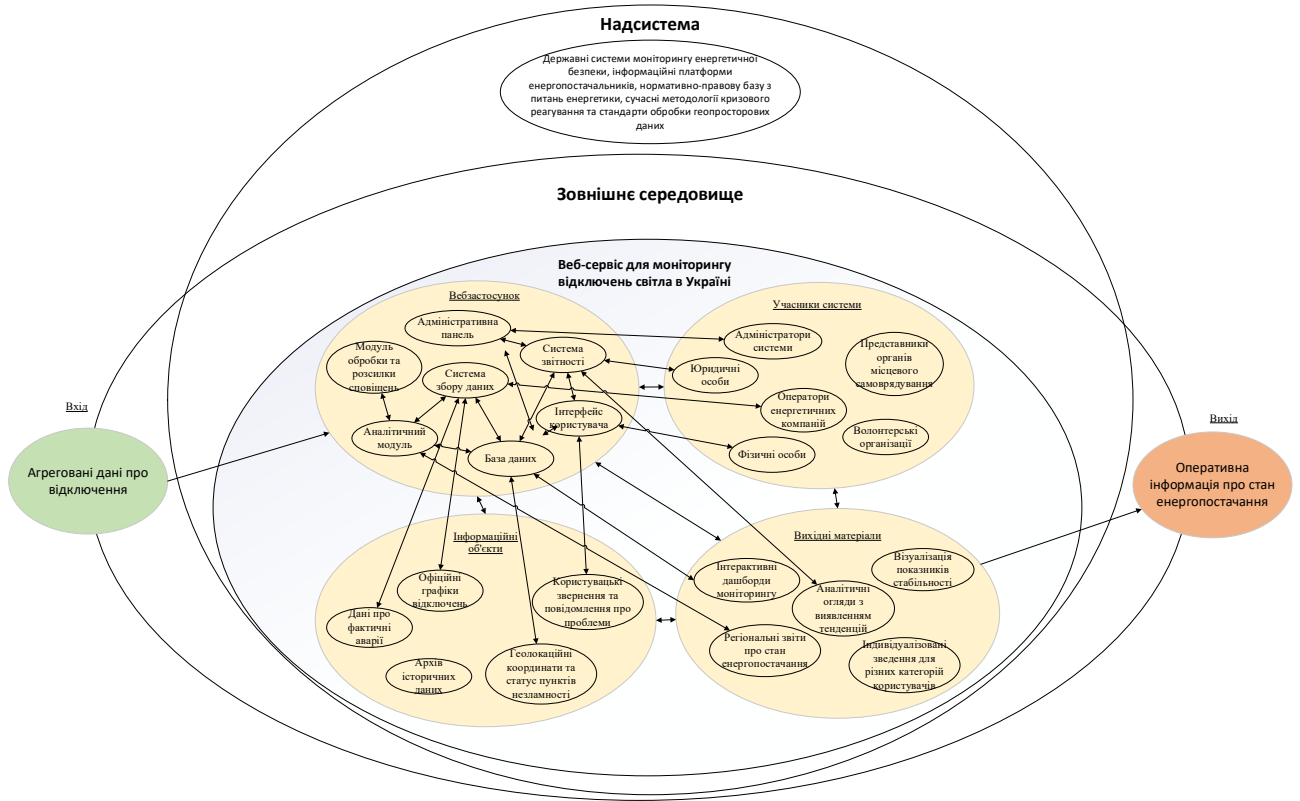 Надсистема
Державні системи моніторингу енергетичної
безпеки, інформаційні платформи
енергопостачальників, нормативно-правову базу з
питань енергетики, сучасні методології кризового
реагування та стандарти обробки геопросторових
даних
Зовнішнє середовище
Веб-сервіс для моніторингу
відключень світла в Україні
Вебзастосунок
Адміністративна
панель
Модуль
обробки та
розсилки
сповіщень
Система
збору даних
Система
звітності
Інтерфейс
користувача
Аналітичний
модуль
База даних
Учасники системи
Адміністратори
системи
Представники
органів
місцевого
самоврядування
Юридичні
особи
Оператори
енергетичних
компаній
Волонтерські
організації
Фізичні особи
Вхід
Агреговані дані про
відключення
Вихід
Оперативна
інформація про стан
енергопостачання
Інформаційні
об'єкти
Офіційні
графіки
відключень
Користувацькі
звернення та
повідомлення про
проблеми
Дані про
фактичні
аварії
Архів
історичних
даних
Геолокаційні
координати та
статус пунктів
незламності
Вихідні матеріали
Візуалізація
показників
стабільності
Інтерактивні
дашборди
моніторингу
Аналітичні
огляди з
виявленням
тенденцій
Регіональні звіти
про стан
енергопостачання
Індивідуалізовані
зведення для
різних категорій
користувачів